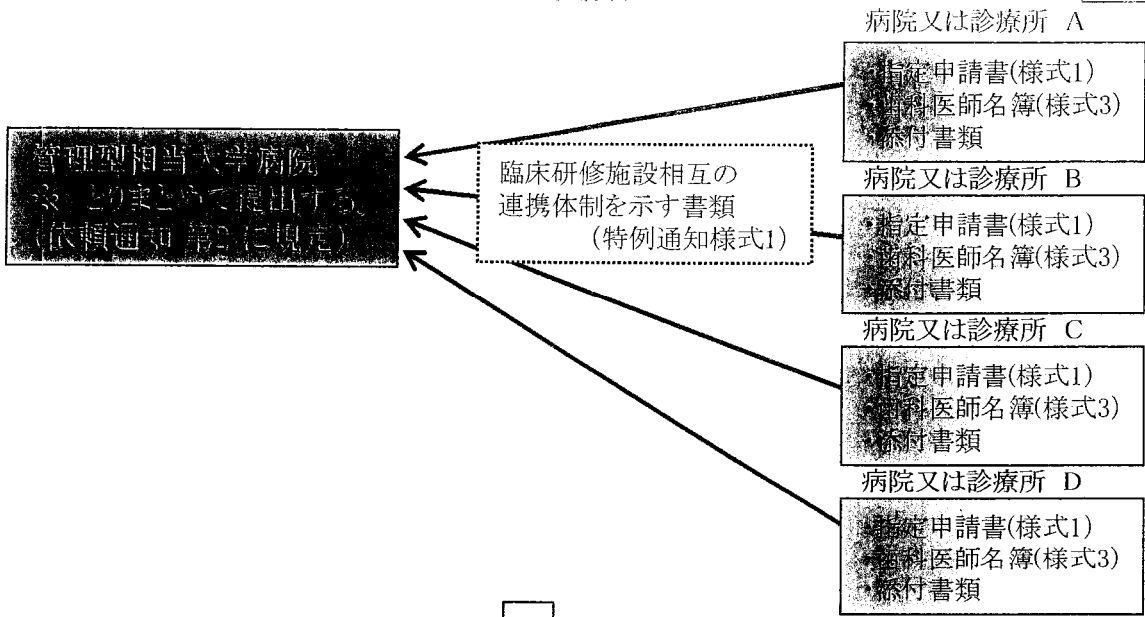 病院又は診療所 A
・指定申請書(様式1)
・歯科医師名簿(様式3)
・添付書類
管理型相当大学病院
※ とりまとめて提出する。
(依頼通知 に規定)
臨床研修施設相互の
連携体制を示す書類
(特例通知様式1)
病院又は診療所 B
・指定申請書(様式1)
・歯科医師名簿(様式3)
・添付書類
病院又は診療所 C
・指定申請書(様式1)
・歯科医師名簿(様式3)
・添付書類
病院又は診療所 D
・指定申請書(様式1)
・歯科医師名簿(様式3)
・添付書類